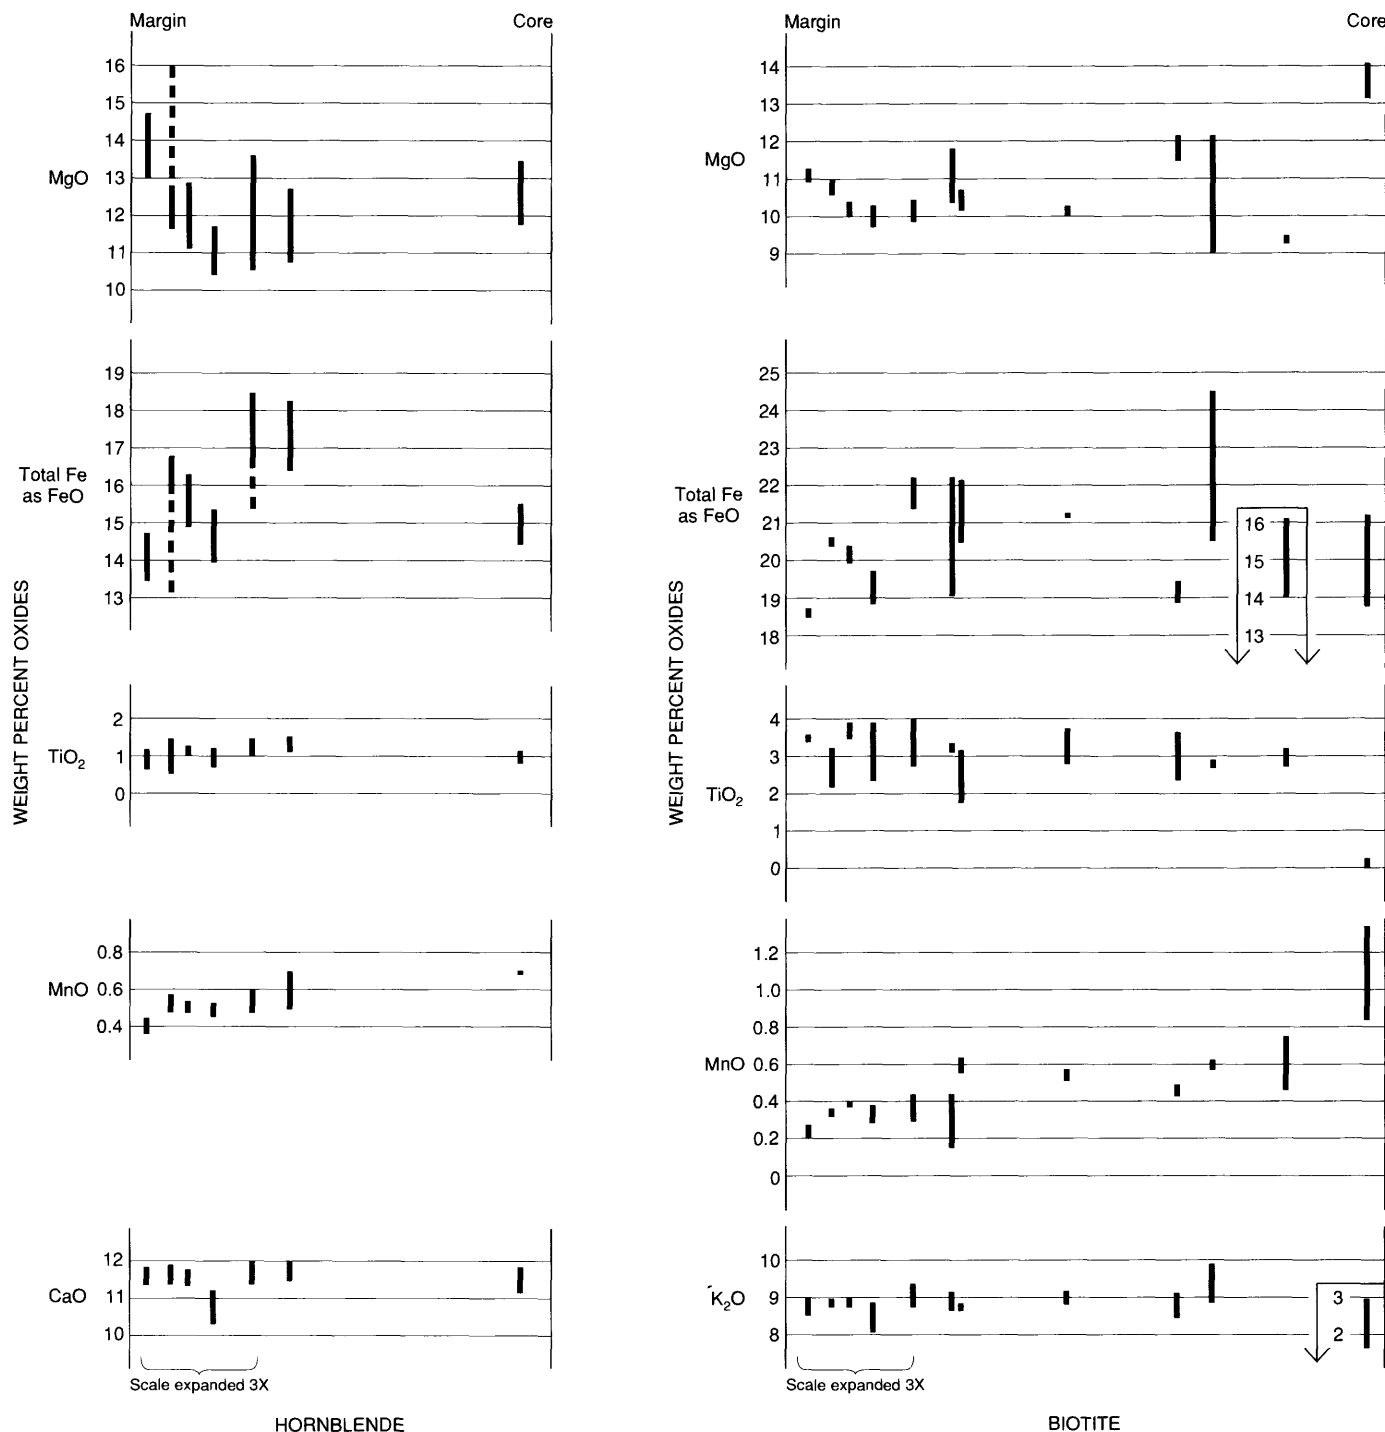 Margin Core
16
15
14
13
12
11
10
MgO
19
18
17
16
15
14
13
Total Fe
as FeO
2
1
0
TiO₂
0.8
0.6
0.4
MnO
12
11
10
CaO
WEIGHT PERCENT OXIDES
Scale expanded 3X
HORNBLENDE
Margin Core
14
13
12
11
10
9
MgO
25
24
23
22
21
20
19
18
Total Fe
as FeO
16
15
14
13
4
3
2
1
0
TiO₂
1.2
1.0
0.8
0.6
0.4
0.2
0
MnO
10
9
8
K₂O
3
2
WEIGHT PERCENT OXIDES
Scale expanded 3X
BIOTITE